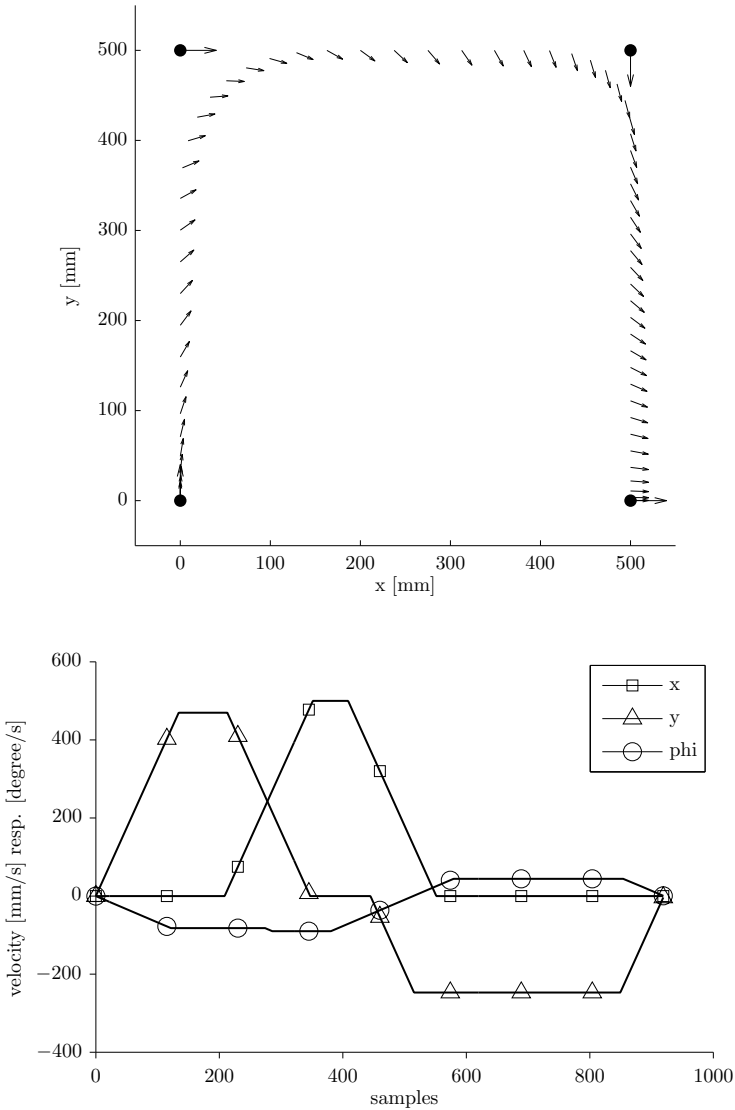 500
400
300
200
100
0
y [mm]
0 100 200 300 400 500
x [mm]
600
400
200
0
−200
−400
velocity [mm/s] resp. [degree/s]
x
y
phi
0 200 400 600 800 1000
samples